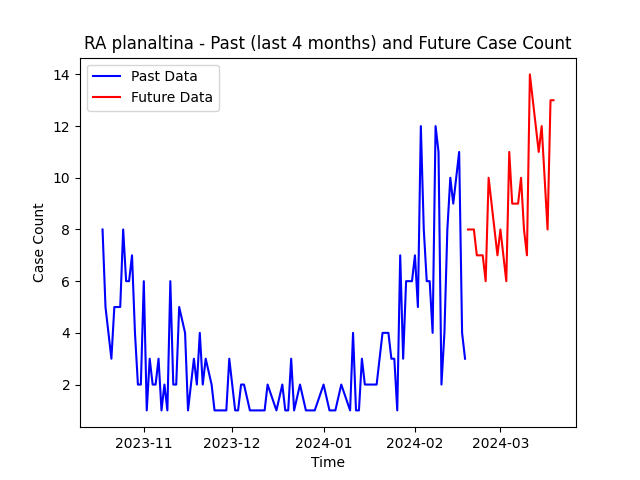 RA planaltina - Past (last 4 months) and Future Case Count
Past Data
Future Data
14
12
10
8
6
4
2
Case Count
2023-11
2023-12
2024-01
2024-02
2024-03
Time